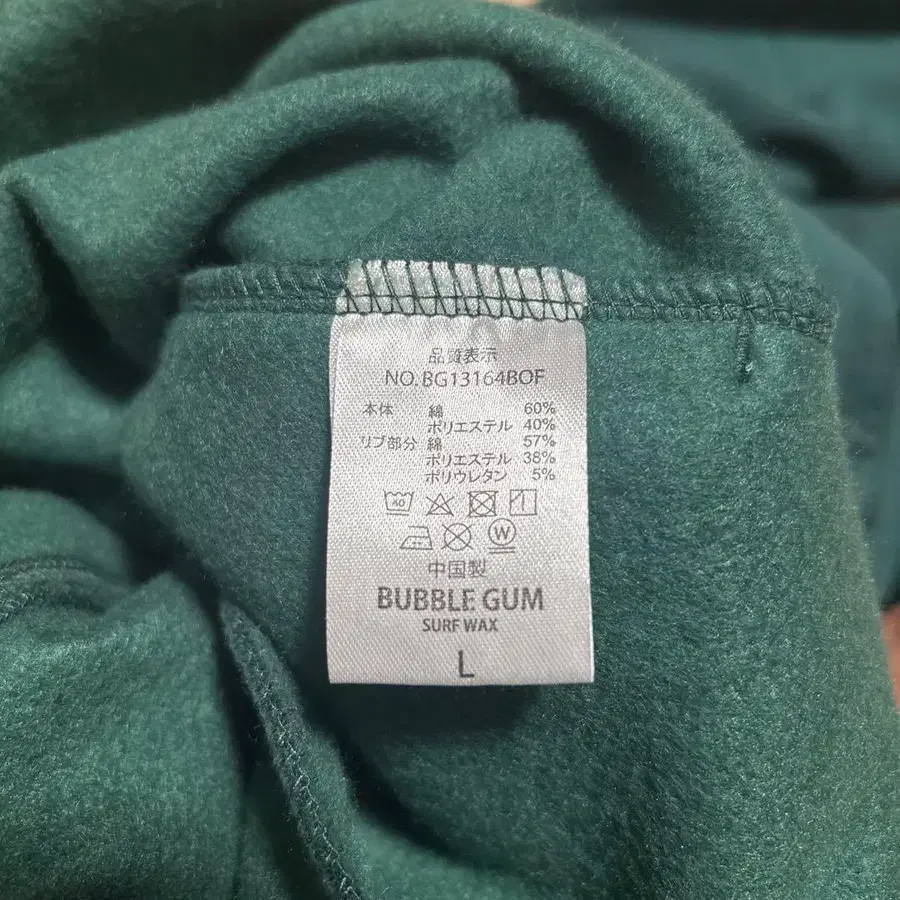 品質表示
NO. BG13164BOF
本体 綿 60%
ポリエステル 40%
リブ部分 綿 57%
ポリエステル 38%
ポリウレタン 5%
40
W
中国製
BUBBLE GUM
SURF WAX
L